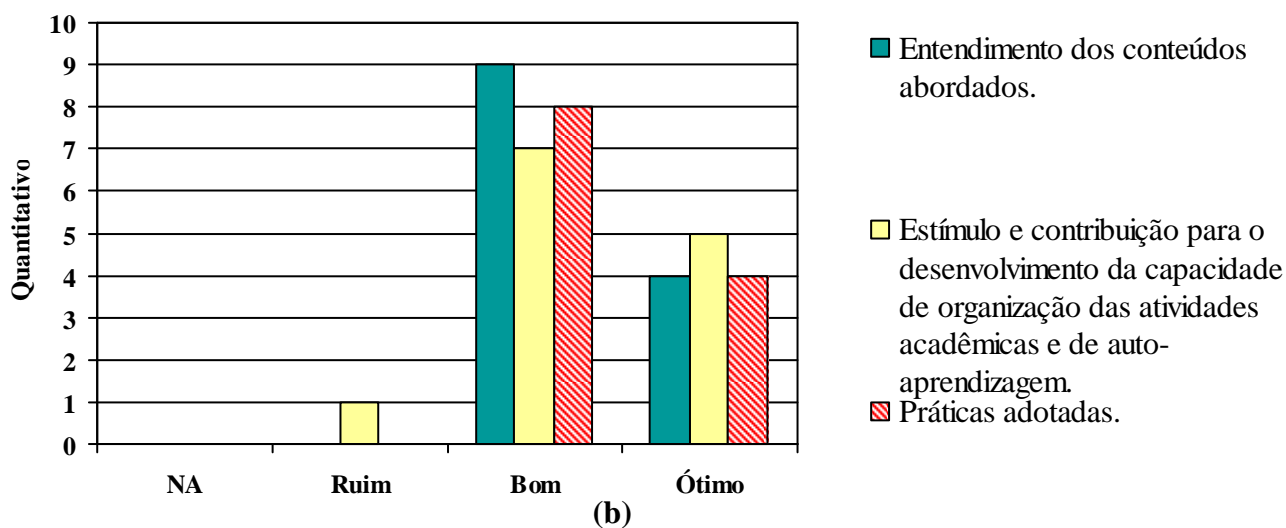 10
9
8
7
6
5
4
3
2
1
0
Quantitativo
NA
Ruim
Bom
Ótimo
(b)
Entendimento dos conteúdos
abordados.
Estímulo e contribuição para o
desenvolvimento da capacidade
de organização das atividades
acadêmicas e de auto-
aprendizagem.
Práticas adotadas.